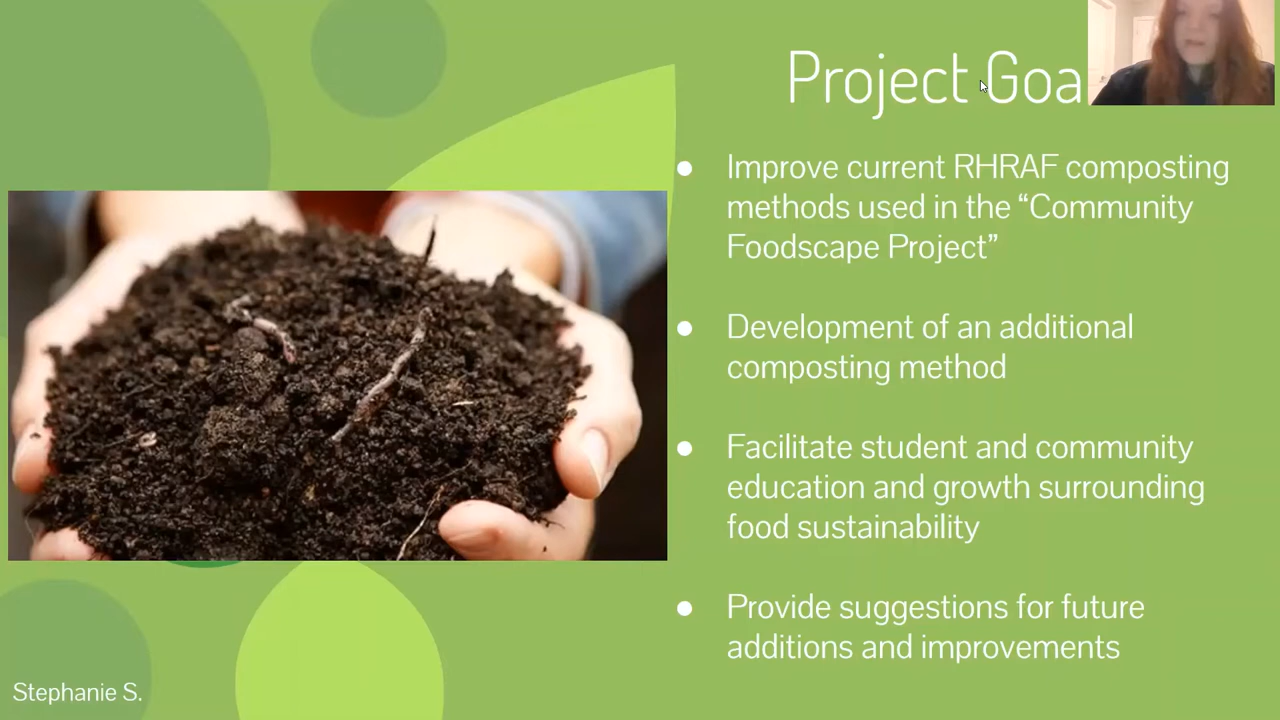 Project Goa
● Improve current RHRAF composting
methods used in the “Community
Foodscape Project”
● Development of an additional
composting method
● Facilitate student and community
education and growth surrounding
food sustainability
● Provide suggestions for future
additions and improvements
Stephanie S.